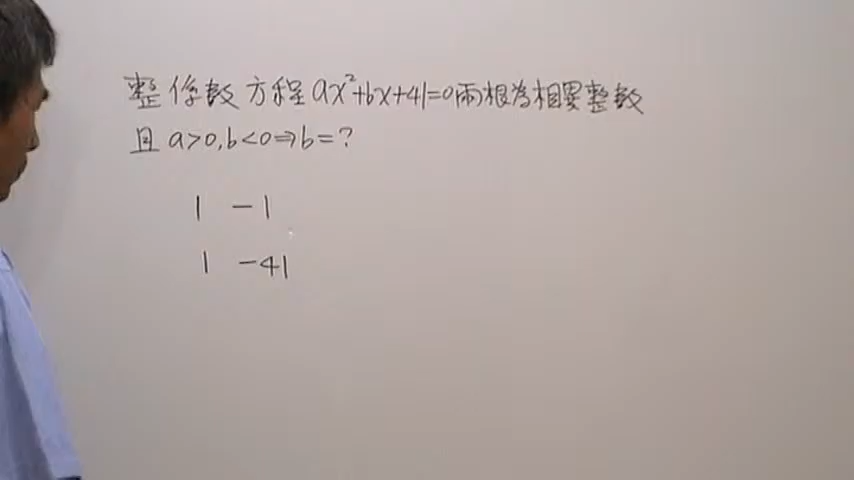 整係數方程ax²+bx+41=0兩根為相異整數
且a>0,b<0⇒b=?
1 -1
1 -41